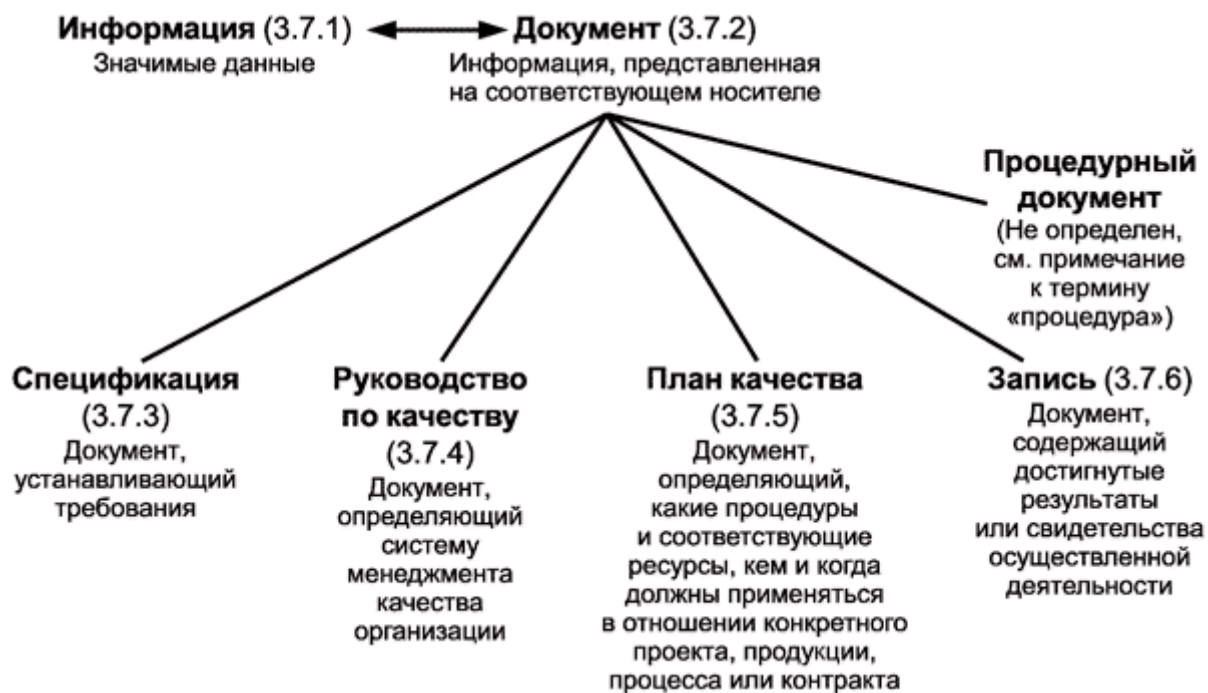 Информация (3.7.1)
Значимые данные
Документ (3.7.2)
Информация, представленная
на соответствующем носителе
Процедурный
документ
(Не определен,
см. примечание
к термину
«процедура»)
Спецификация
(3.7.3)
Документ,
устанавливающий
требования
Руководство
по качеству
(3.7.4)
Документ,
определяющий
систему
менеджмента
качества
организации
План качества
(3.7.5)
Документ,
определяющий,
какие процедуры
и соответствующие
ресурсы, кем и когда
должны применяться
в отношении конкретного
проекта, продукции,
процесса или контракта
Запись (3.7.6)
Документ,
содержащий
достигнутые
результаты
или свидетельства
осуществленной
деятельности